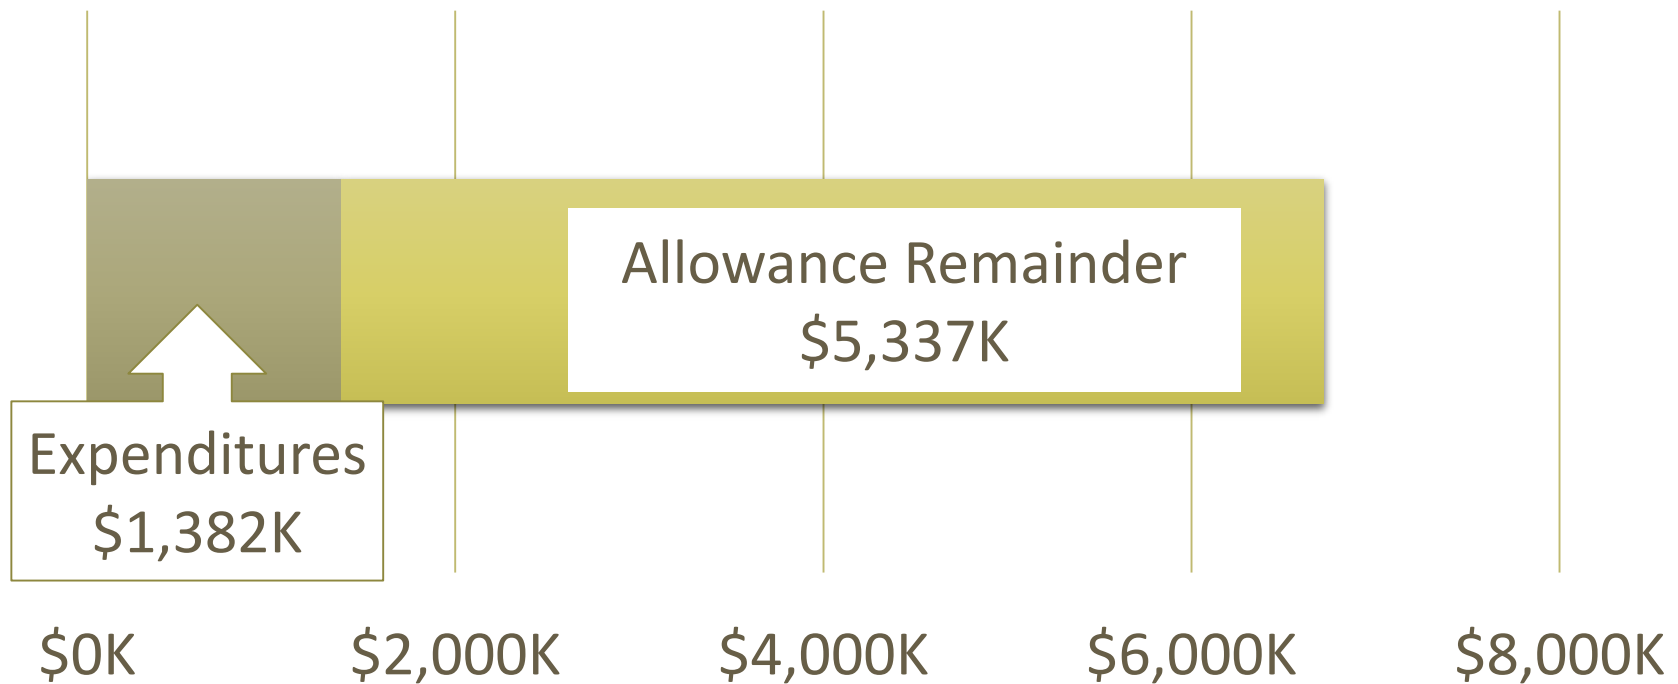 Allowance Remainder
$5,337K
Expenditures
$1,382K
$0K $2,000K $4,000K $6,000K $8,000K